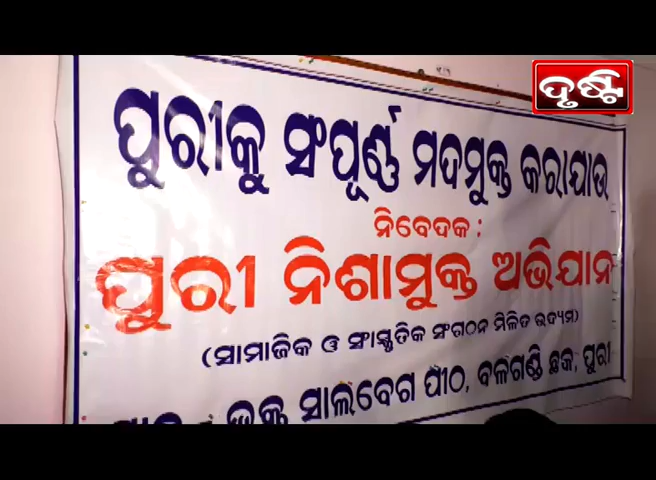 ଦୃଷ୍ଟି
ପୁରୀକୁ ସଂପୂର୍ଣ୍ଣ ମଦମୁକ୍ତ କରାଯାଉ
ନିବେଦକ :
ପୁରୀ ନିଶାମୁକ୍ତ ଅଭିଯାନ
(ସାମାଜିକ ଓ ସାଂସ୍କୃତିକ ସଂଗଠନ ମିଳିତ ଉଦ୍ୟମ)
ଭକ୍ତ ସାଲବେଗ ପୀଠ, ବଳଗଣ୍ଡି ଛକ, ପୁରୀ